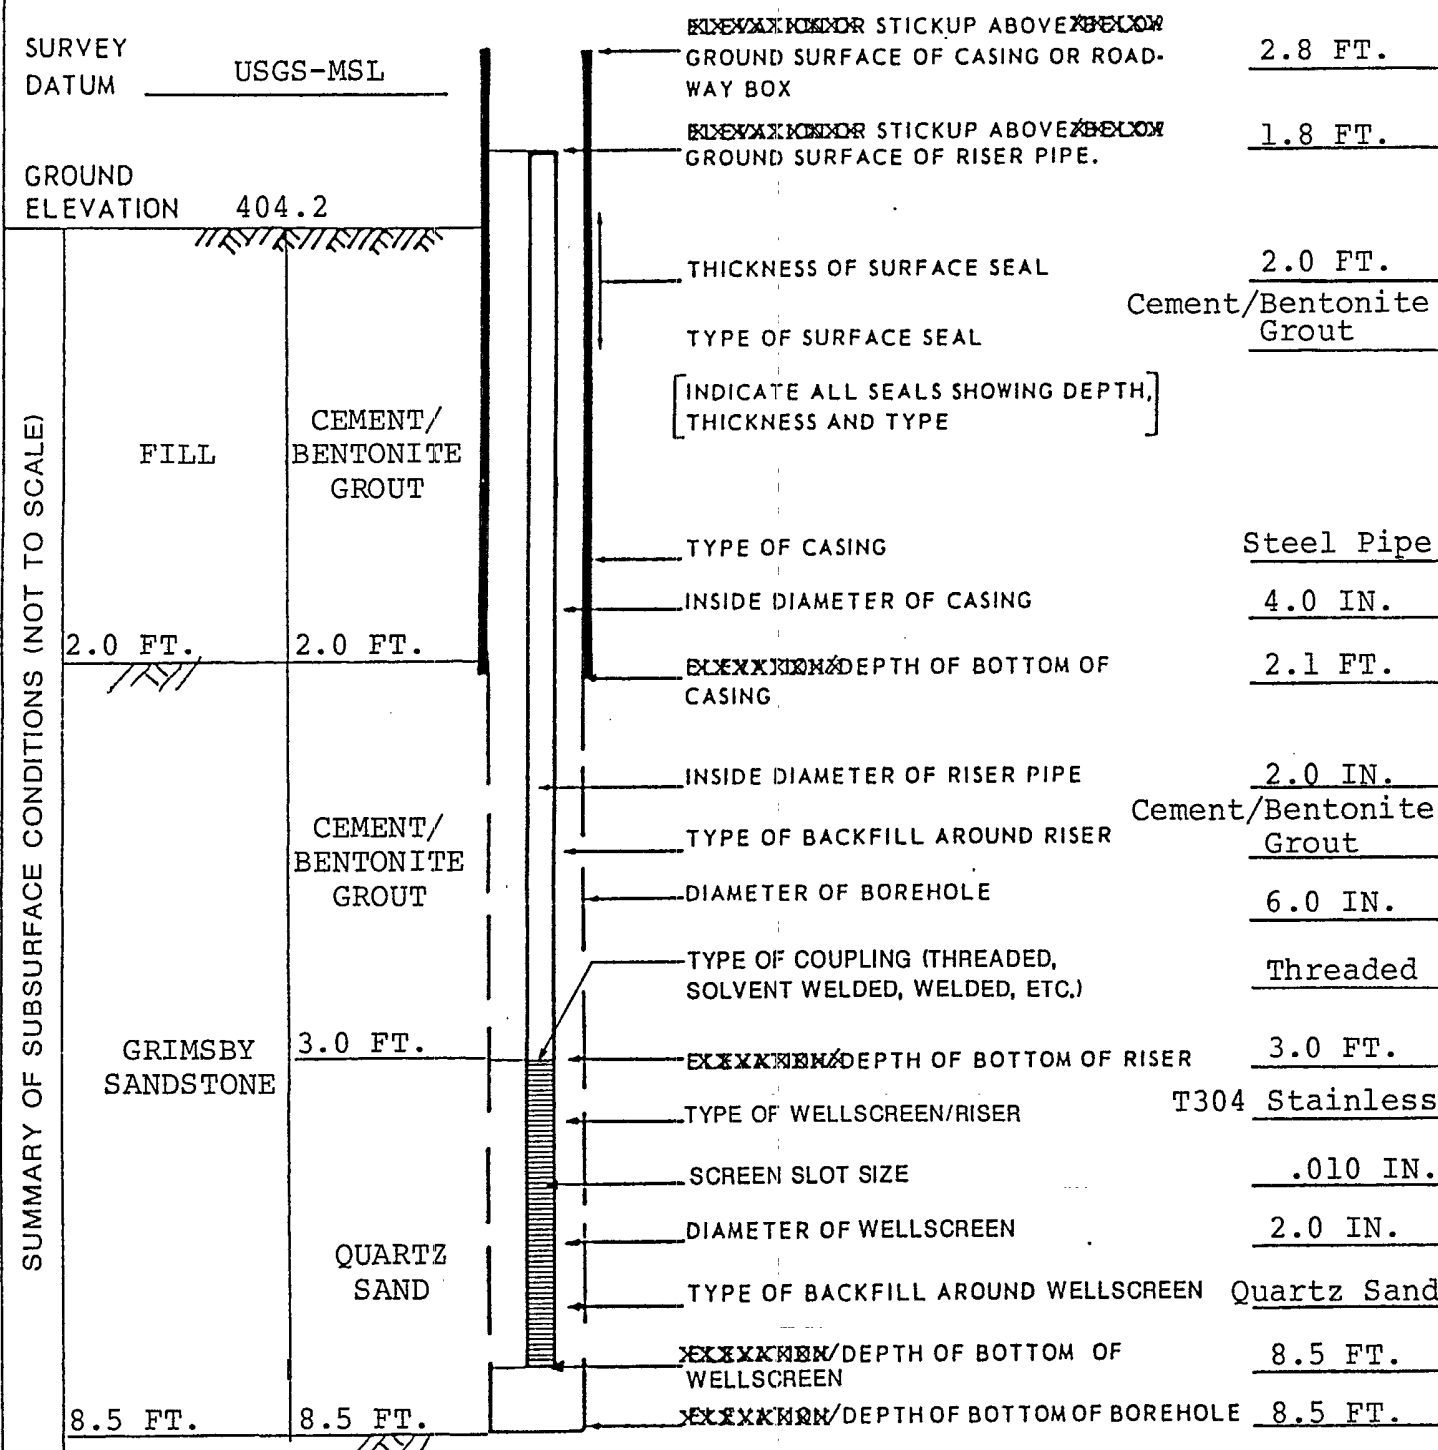 SURVEY
DATUM USGS-MSL
GROUND
ELEVATION 404.2
STICKUP ABOVE
GROUND SURFACE OF CASING OR ROAD-
WAY BOX
2.8 FT.
STICKUP ABOVE
GROUND SURFACE OF RISER PIPE.
1.8 FT.
THICKNESS OF SURFACE SEAL
2.0 FT.
TYPE OF SURFACE SEAL
Cement/Bentonite
Grout
[INDICATE ALL SEALS SHOWING DEPTH,
THICKNESS AND TYPE]
TYPE OF CASING
Steel Pipe
INSIDE DIAMETER OF CASING
4.0 IN.
DEPTH OF BOTTOM OF
CASING
2.1 FT.
INSIDE DIAMETER OF RISER PIPE
2.0 IN.
TYPE OF BACKFILL AROUND RISER
Cement/Bentonite
Grout
DIAMETER OF BOREHOLE
6.0 IN.
TYPE OF COUPLING (THREADED,
SOLVENT WELDED, WELDED, ETC.)
Threaded
DEPTH OF BOTTOM OF RISER
3.0 FT.
TYPE OF WELLSCREEN/RISER
T304 Stainless
SCREEN SLOT SIZE
.010 IN.
DIAMETER OF WELLSCREEN
2.0 IN.
TYPE OF BACKFILL AROUND WELLSCREEN
Quartz Sand
/DEPTH OF BOTTOM OF
WELLSCREEN
8.5 FT.
/DEPTH OF BOTTOM OF BOREHOLE
8.5 FT.
SUMMARY OF SUBSURFACE CONDITIONS (NOT TO SCALE)
FILL
CEMENT/
BENTONITE
GROUT
2.0 FT.
2.0 FT.
CEMENT/
BENTONITE
GROUT
GRIMSBY
SANDSTONE
3.0 FT.
QUARTZ
SAND
8.5 FT.
8.5 FT.